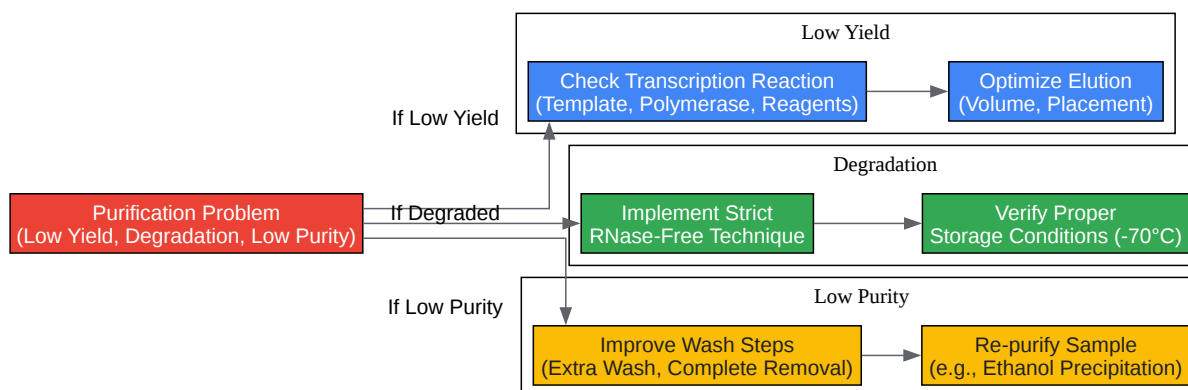 Low Yield
Check Transcription Reaction
(Template, Polymerase, Reagents)
Optimize Elution
(Volume, Placement)
If Low Yield
Degradation
Purification Problem
(Low Yield, Degradation, Low Purity)
If Degraded
Implement Strict
RNase-Free Technique
Verify Proper
Storage Conditions (-70°C)
If Low Purity
Low Purity
Improve Wash Steps
(Extra Wash, Complete Removal)
Re-purify Sample
(e.g., Ethanol Precipitation)